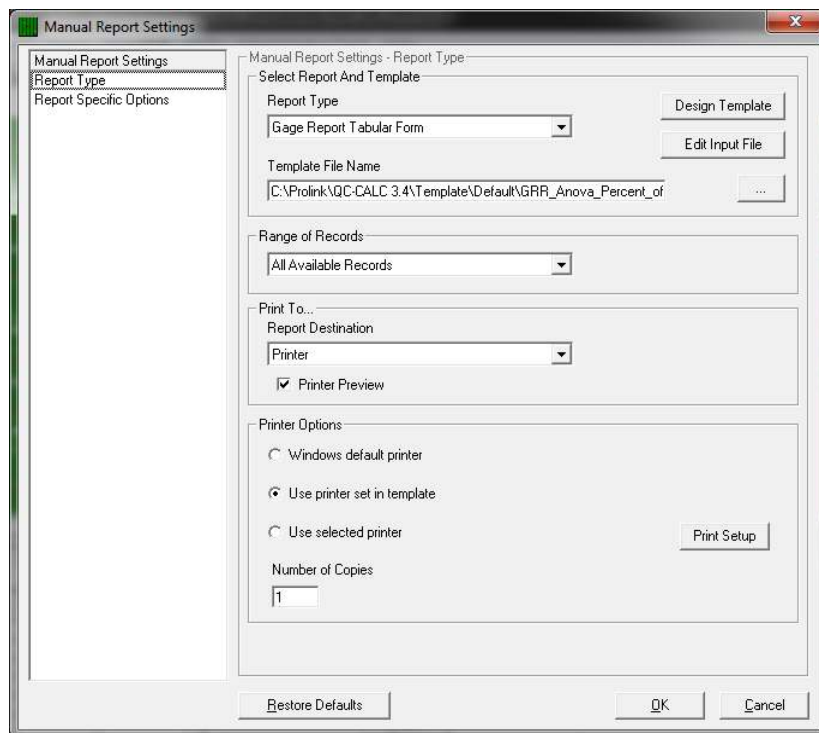 Manual Report Settings
Manual Report Settings
Report Type
Report Specific Options
Manual Report Settings - Report Type
Select Report And Template
Report Type
Gage Report Tabular Form
Design Template
Edit Input File
Template File Name
C:\Prolink\QC-CALC 3.4\Template\Default\GRR_Anova_Percent_of
...
Range of Records
All Available Records
Print To...
Report Destination
Printer
Printer Preview
Printer Options
Windows default printer
Use printer set in template
Use selected printer
Print Setup
Number of Copies
1
Restore Defaults
OK
Cancel